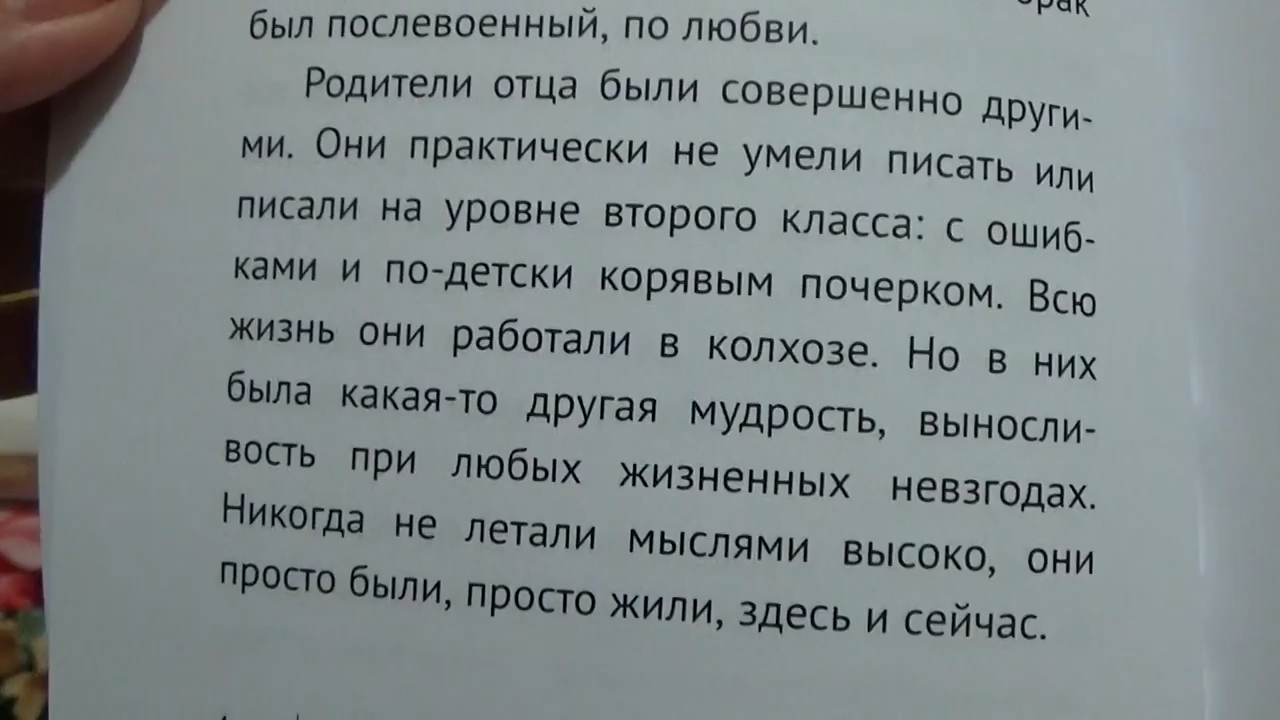 был послевоенный, по любви.
Родители отца были совершенно други-
ми. Они практически не умели писать или
писали на уровне второго класса: с ошиб-
ками и по-детски корявым почерком. Всю
жизнь они работали в колхозе. Но в них
была какая-то другая мудрость, выносли-
вость при любых жизненных невзгодах.
Никогда не летали мыслями высоко, они
просто были, просто жили, здесь и сейчас.